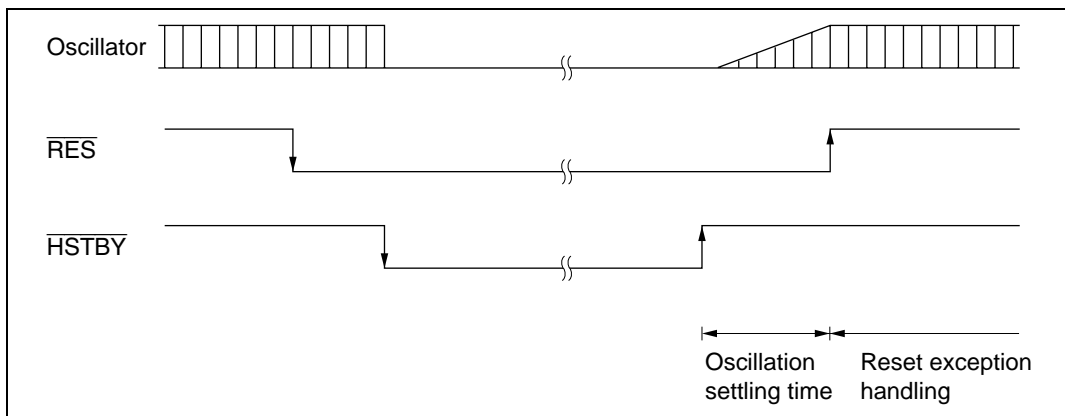 Oscillator
RES
HSTBY
Oscillation
settling time
Reset exception
handling